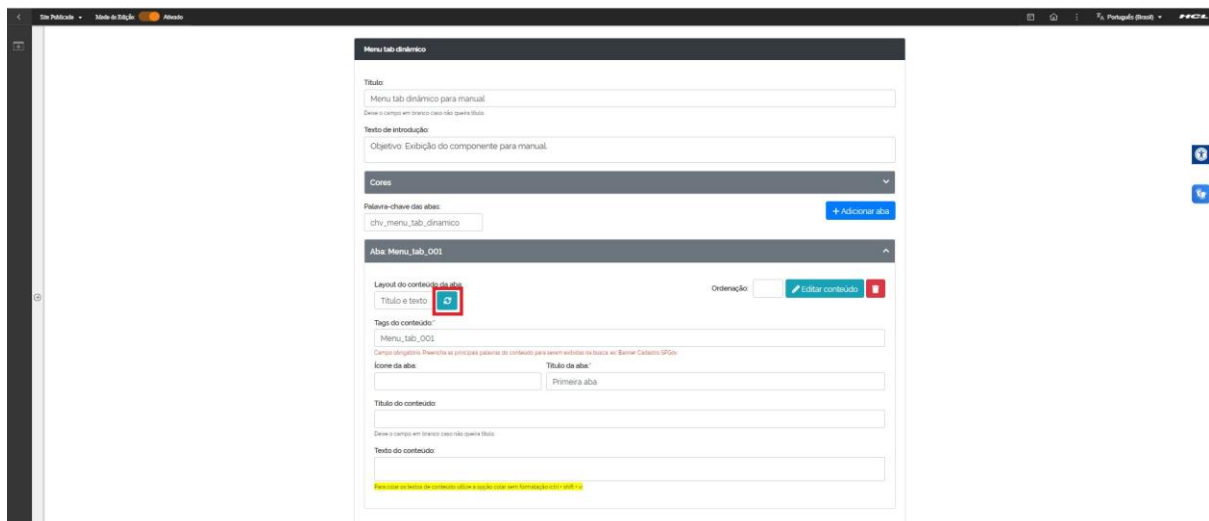 Site Publicado
Modo de Edição:
Ativado
Português (Brasil)
HCL
Menu tab dinâmico
Título:
Menu tab dinâmico para manual
Deixe o campo em branco caso não queira título.
Texto de introdução:
Objetivo: Exibição do componente para manual.
Cores
Palavra-chave das abas:
+ Adicionar aba
chv_menu_tab_dinamico
Aba: Menu_tab_001
Layout do conteúdo da aba:
Título e texto
Ordenação:
Editar conteúdo
Tags do conteúdo:*
Menu_tab_001
Campo obrigatório. Preencha as principais palavras do conteúdo para serem exibidas na busca. ex: Banner Cadastro SPGov
Ícone da aba:
Título da aba:*
Primeira aba
Título do conteúdo:
Deixe o campo em branco caso não queira título.
Texto do conteúdo:
Para colar os textos de conteúdo utilize a opção colar sem formatação (ctrl + shift + v)